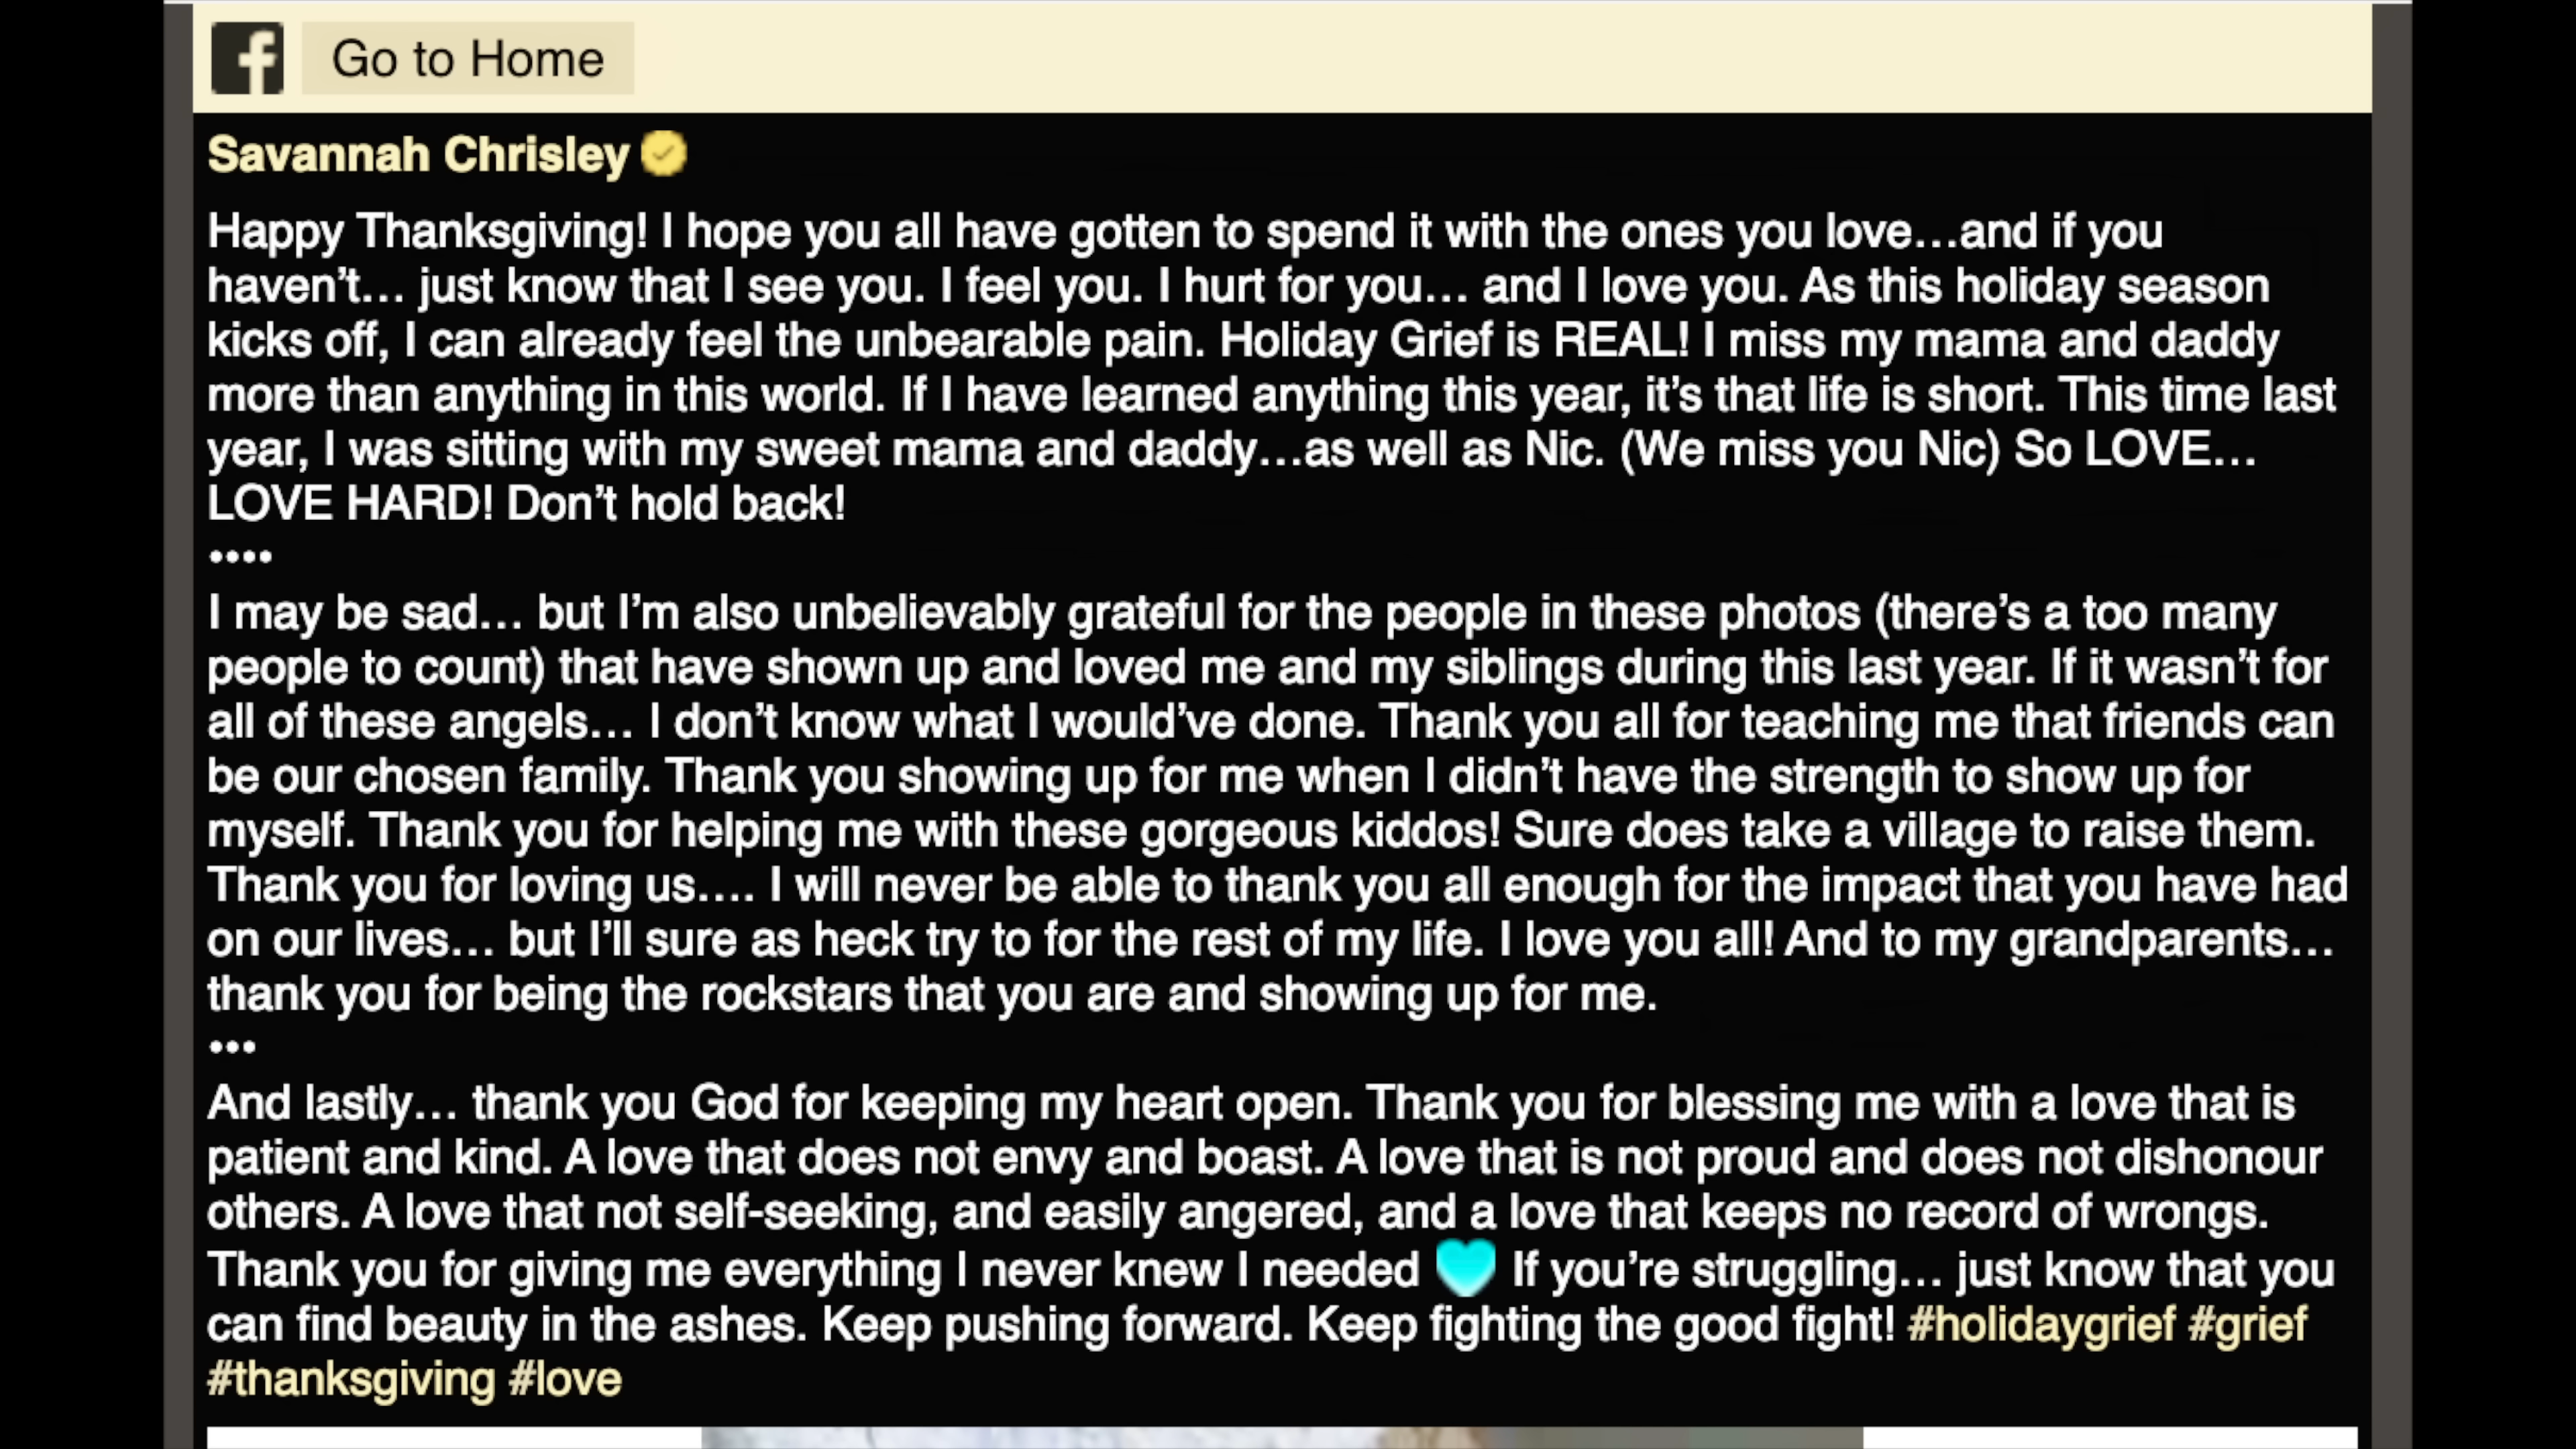 f Go to Home
Savannah Chrisley
Happy Thanksgiving! I hope you all have gotten to spend it with the ones you love…and if you
haven’t… just know that I see you. I feel you. I hurt for you… and I love you. As this holiday season
kicks off, I can already feel the unbearable pain. Holiday Grief is REAL! I miss my mama and daddy
more than anything in this world. If I have learned anything this year, it’s that life is short. This time last
year, I was sitting with my sweet mama and daddy…as well as Nic. (We miss you Nic) So LOVE…
LOVE HARD! Don’t hold back!
••••
I may be sad… but I’m also unbelievably grateful for the people in these photos (there’s a too many
people to count) that have shown up and loved me and my siblings during this last year. If it wasn’t for
all of these angels… I don’t know what I would’ve done. Thank you all for teaching me that friends can
be our chosen family. Thank you showing up for me when I didn’t have the strength to show up for
myself. Thank you for helping me with these gorgeous kiddos! Sure does take a village to raise them.
Thank you for loving us…. I will never be able to thank you all enough for the impact that you have had
on our lives… but I’ll sure as heck try to for the rest of my life. I love you all! And to my grandparents…
thank you for being the rockstars that you are and showing up for me.
•••
And lastly… thank you God for keeping my heart open. Thank you for blessing me with a love that is
patient and kind. A love that does not envy and boast. A love that is not proud and does not dishonour
others. A love that not self-seeking, and easily angered, and a love that keeps no record of wrongs.
Thank you for giving me everything I never knew I needed 🩵 If you’re struggling… just know that you
can find beauty in the ashes. Keep pushing forward. Keep fighting the good fight! #holidaygrief #grief
#thanksgiving #love